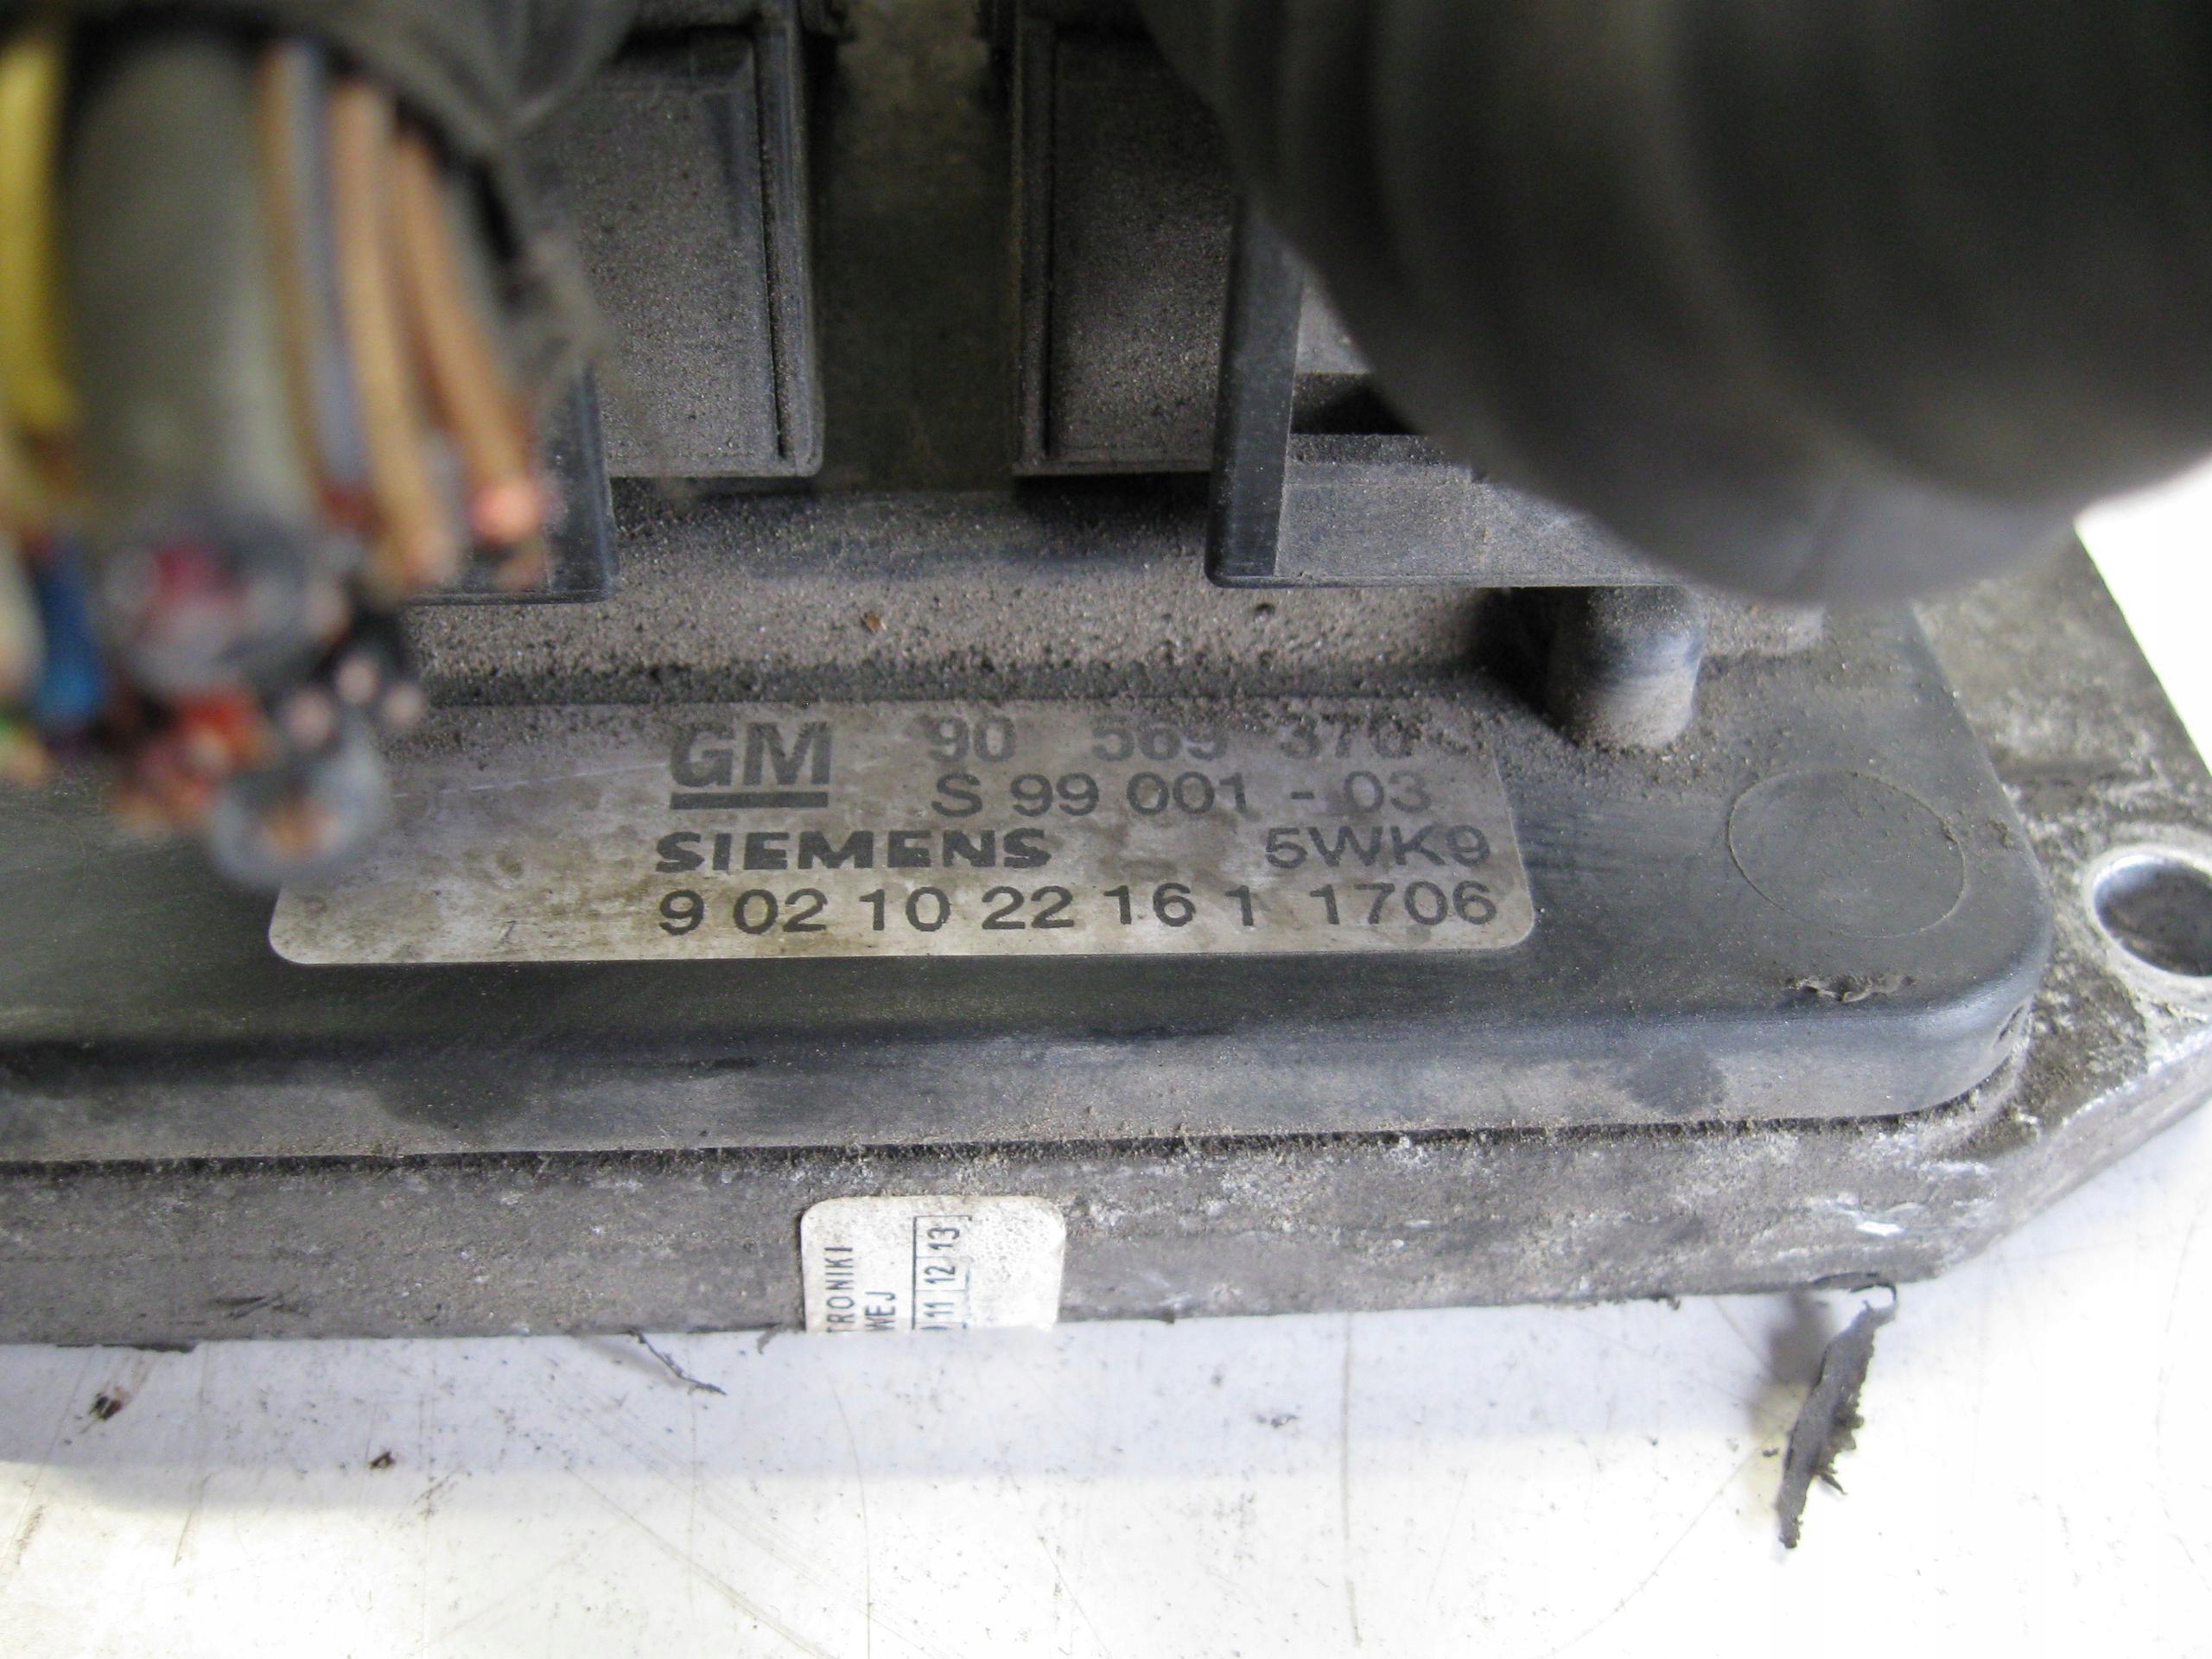 GM 90 569 370
S 99 001 - 03
SIEMENS 5WK9
9 02 10 22 16 1 1706
TRONIKI
WEJ
11 12 13